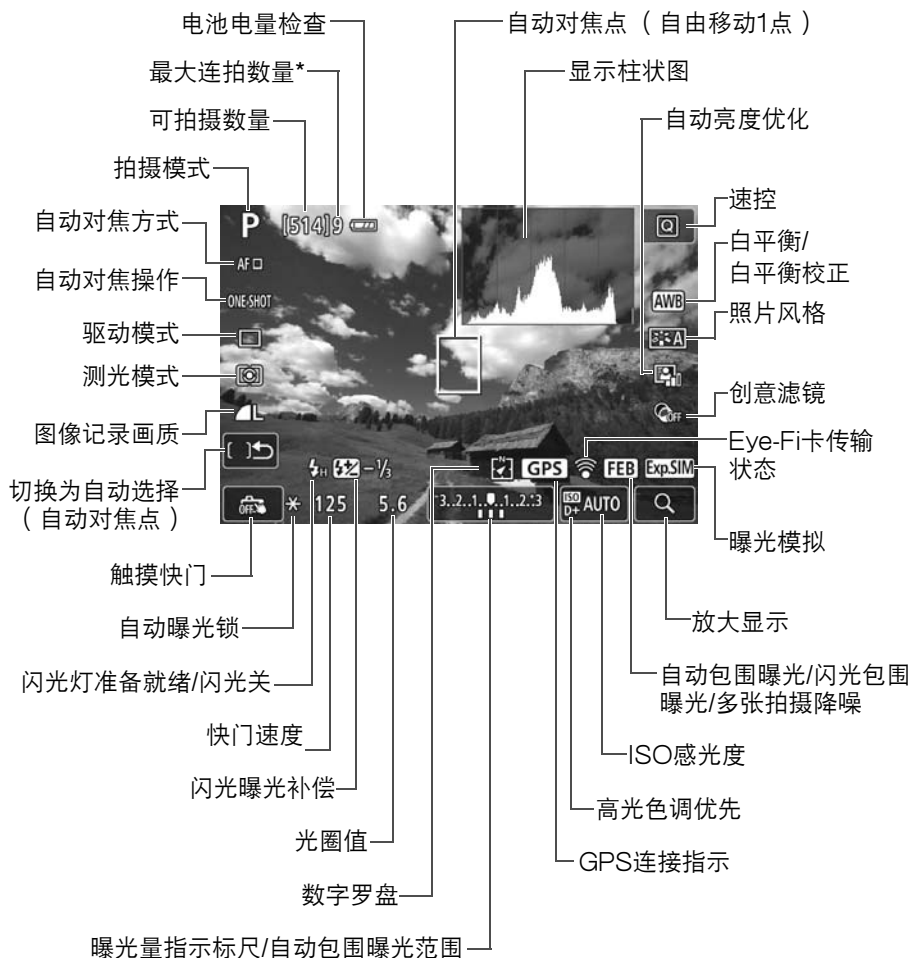 电池电量检查
自动对焦点（自由移动1点）
最大连拍数量*
显示柱状图
可拍摄数量
自动亮度优化
拍摄模式
自动对焦方式
自动对焦操作
驱动模式
测光模式
图像记录画质
切换为自动选择
（自动对焦点）
触摸快门
自动曝光锁
闪光灯准备就绪/闪光关
快门速度
闪光曝光补偿
光圈值
数字罗盘
曝光量指示标尺/自动包围曝光范围
速控
白平衡/
白平衡校正
照片风格
创意滤镜
Eye-Fi卡传输
状态
曝光模拟
放大显示
自动包围曝光/闪光包围
曝光/多张拍摄降噪
ISO感光度
高光色调优先
GPS连接指示
P [514]9
Q
AF
ONE SHOT
AWB
A
L
OFF
H -1/3
N GPS FEB Exp.SIM
OFF * 125 5.6 -3..2..1..0..1..2.:3 ISO D+ AUTO